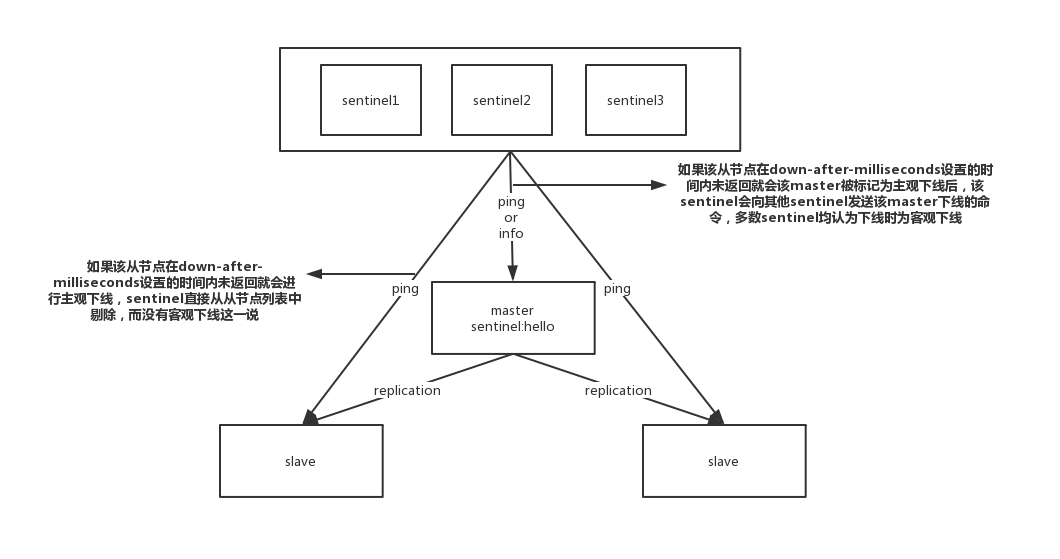 sentinel1
sentinel2
sentinel3
如果该从节点在down-after-milliseconds设置的时
间内未返回就会该master被标记为主观下线后，该
sentinel会向其他sentinel发送该master下线的命
令，多数sentinel均认为下线时为客观下线
ping
or
info
如果该从节点在down-after-
milliseconds设置的时间内未返回就会进
行主观下线，sentinel直接从从节点列表中
剔除，而没有客观下线这一说
ping
ping
master
sentinel:hello
replication
replication
slave
slave